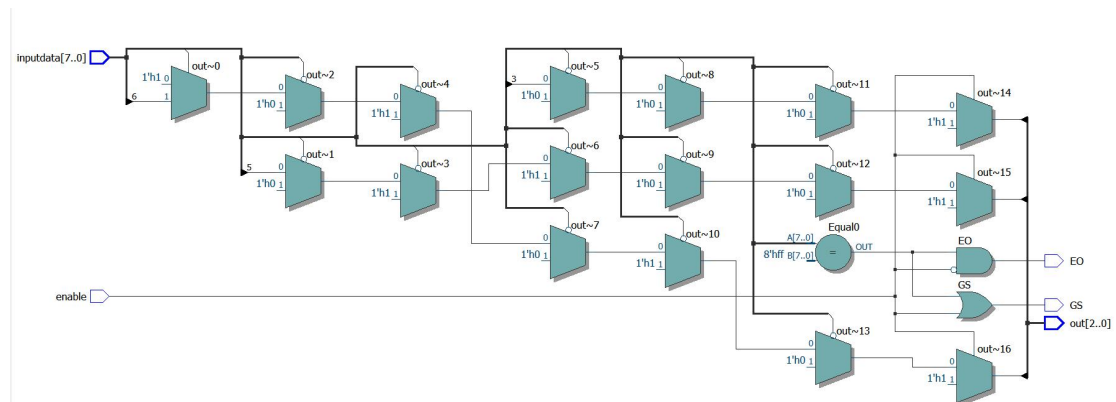 inputdata[7..0]
out~0
1'h1 0
6 1
out~2
0
1'h0 1
out~4
0
1'h1 1
out~5
3 0
1'h0 1
out~8
0
1'h0 1
out~11
0
1'h0 1
out~14
0
1'h1 1
out~1
5 0
1'h0 1
out~3
0
1'h1 1
out~6
0
1'h1 1
out~9
0
1'h0 1
out~12
0
1'h0 1
out~15
0
1'h1 1
out~7
0
1'h0 1
out~10
0
1'h1 1
Equal0
A[7..0]
8'hff B[7..0]
=
OUT
EO
EO
enable
GS
GS
out[2..0]
out~13
0
1'h0 1
out~16
0
1'h1 1